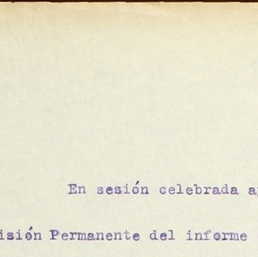 En sesión celebrada a
isión Permanente del informe